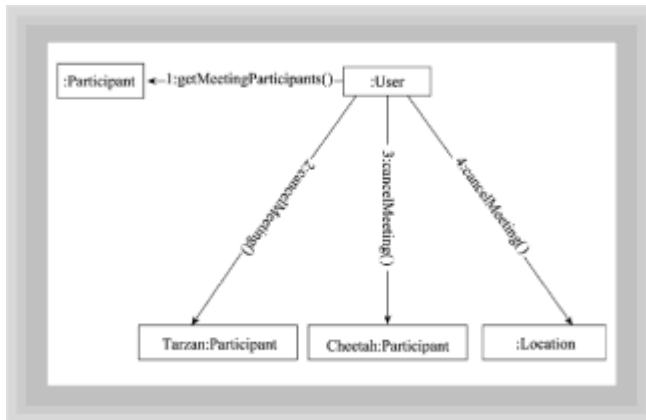 :Participant
1:getMeetingParticipants()
:User
2:cancelMeeting()
3:cancelMeeting()
4:cancelMeeting()
Tarzan:Participant
Cheetah:Participant
:Location